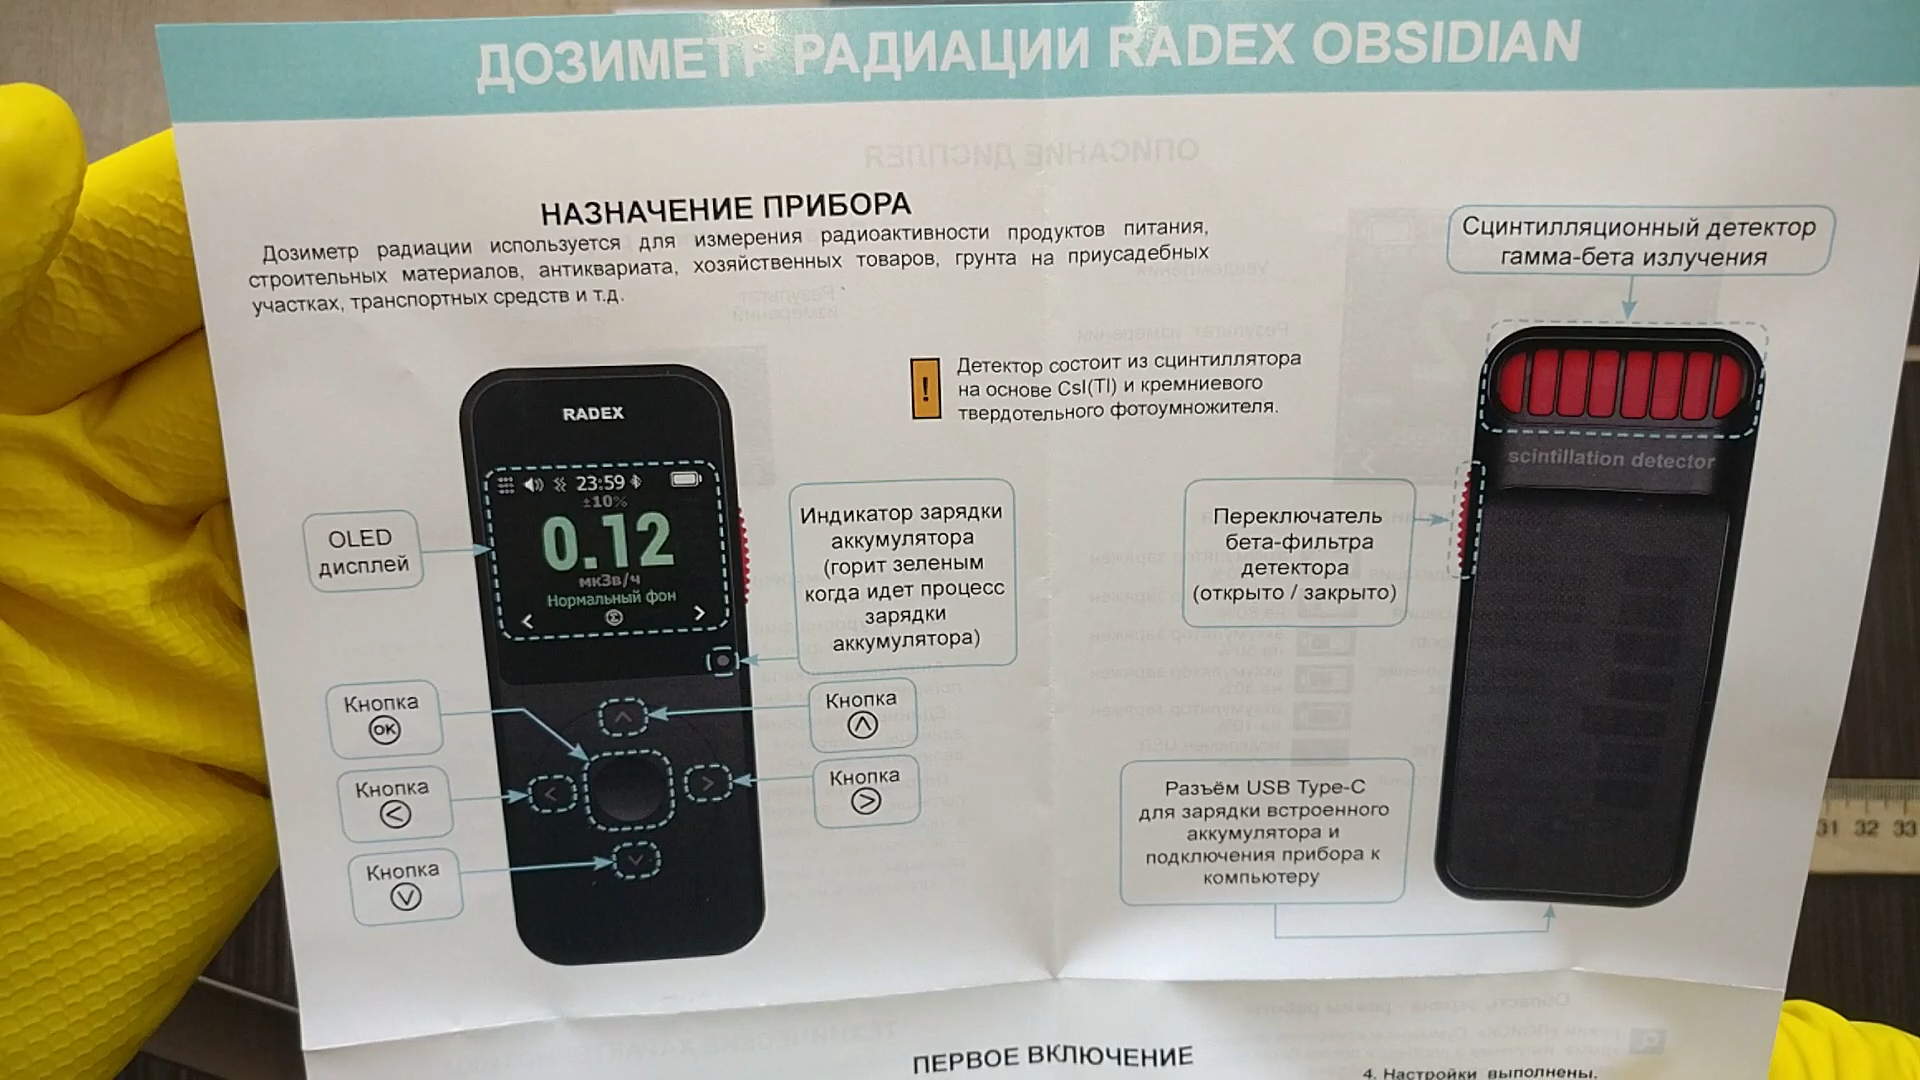 ДОЗИМЕТР РАДИАЦИИ RADEX OBSIDIAN
НАЗНАЧЕНИЕ ПРИБОРА
Дозиметр радиации используется для измерения радиоактивности продуктов питания,
строительных материалов, антиквариата, хозяйственных товаров, грунта на приусадебных
участках, транспортных средств и т.д.
!
Детектор состоит из сцинтиллятора
на основе CsI(Tl) и кремниевого
твердотельного фотоумножителя.
Сцинтилляционный детектор
гамма-бета излучения
scintillation detector
RADEX
23:59
±10%
0.12
мкЗв/ч
Нормальный фон
<
>
OLED
дисплей
Индикатор зарядки
аккумулятора
(горит зеленым
когда идет процесс
зарядки
аккумулятора)
Переключатель
бета-фильтра
детектора
(открыто / закрыто)
Кнопка
OK
Кнопка
<
Кнопка
Кнопка
Кнопка
>
Разъём USB Type-C
для зарядки встроенного
аккумулятора и
подключения прибора к
компьютеру
ПЕРВОЕ ВКЛЮЧЕНИЕ
4. Настройки выполнены.
31 32 33